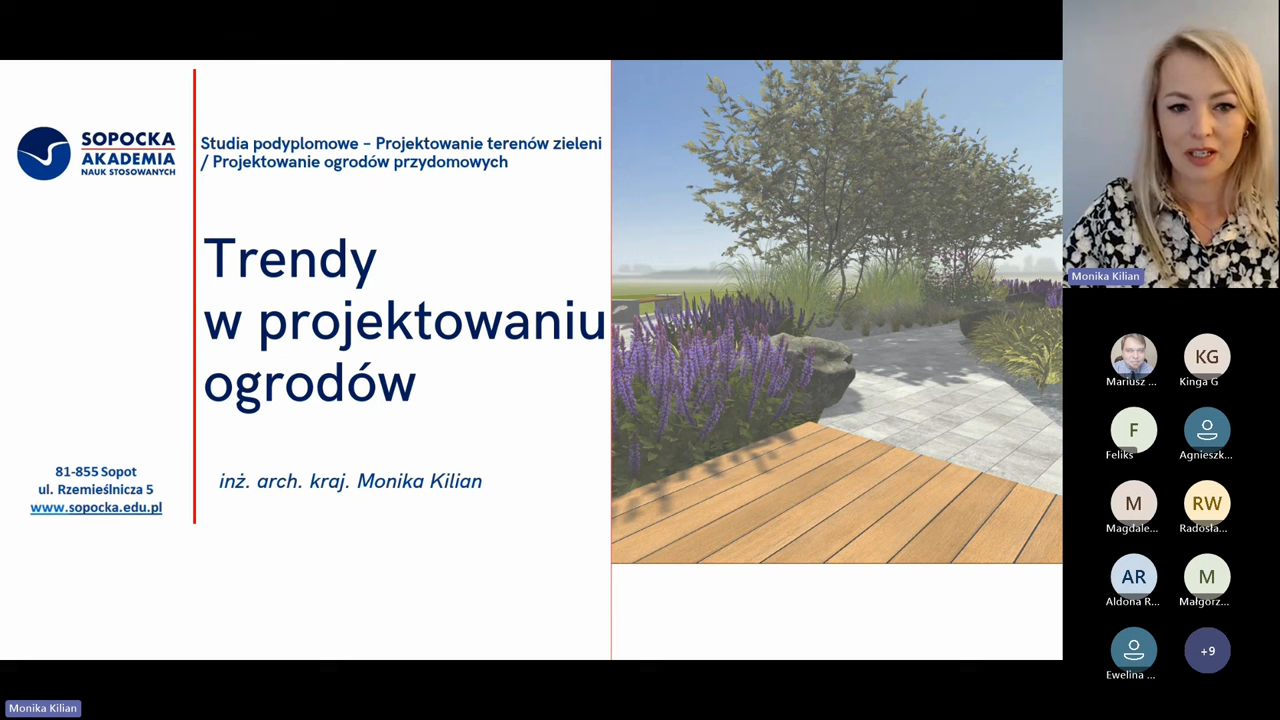 SOPOCKA
AKADEMIA
NAUK STOSOWANYCH
Studia podyplomowe – Projektowanie terenów zieleni
/ Projektowanie ogrodów przydomowych
Trendy
w projektowaniu
ogrodów
inż. arch. kraj. Monika Kilian
81-855 Sopot
ul. Rzemieślnicza 5
www.sopocka.edu.pl
Monika Kilian
Mariusz ...
KG
Kinga G
F
Feliks
Agnieszk...
M
Magdale...
RW
Radosła...
AR
Aldona R...
M
Małgorz...
Ewelina ...
+9
Monika Kilian